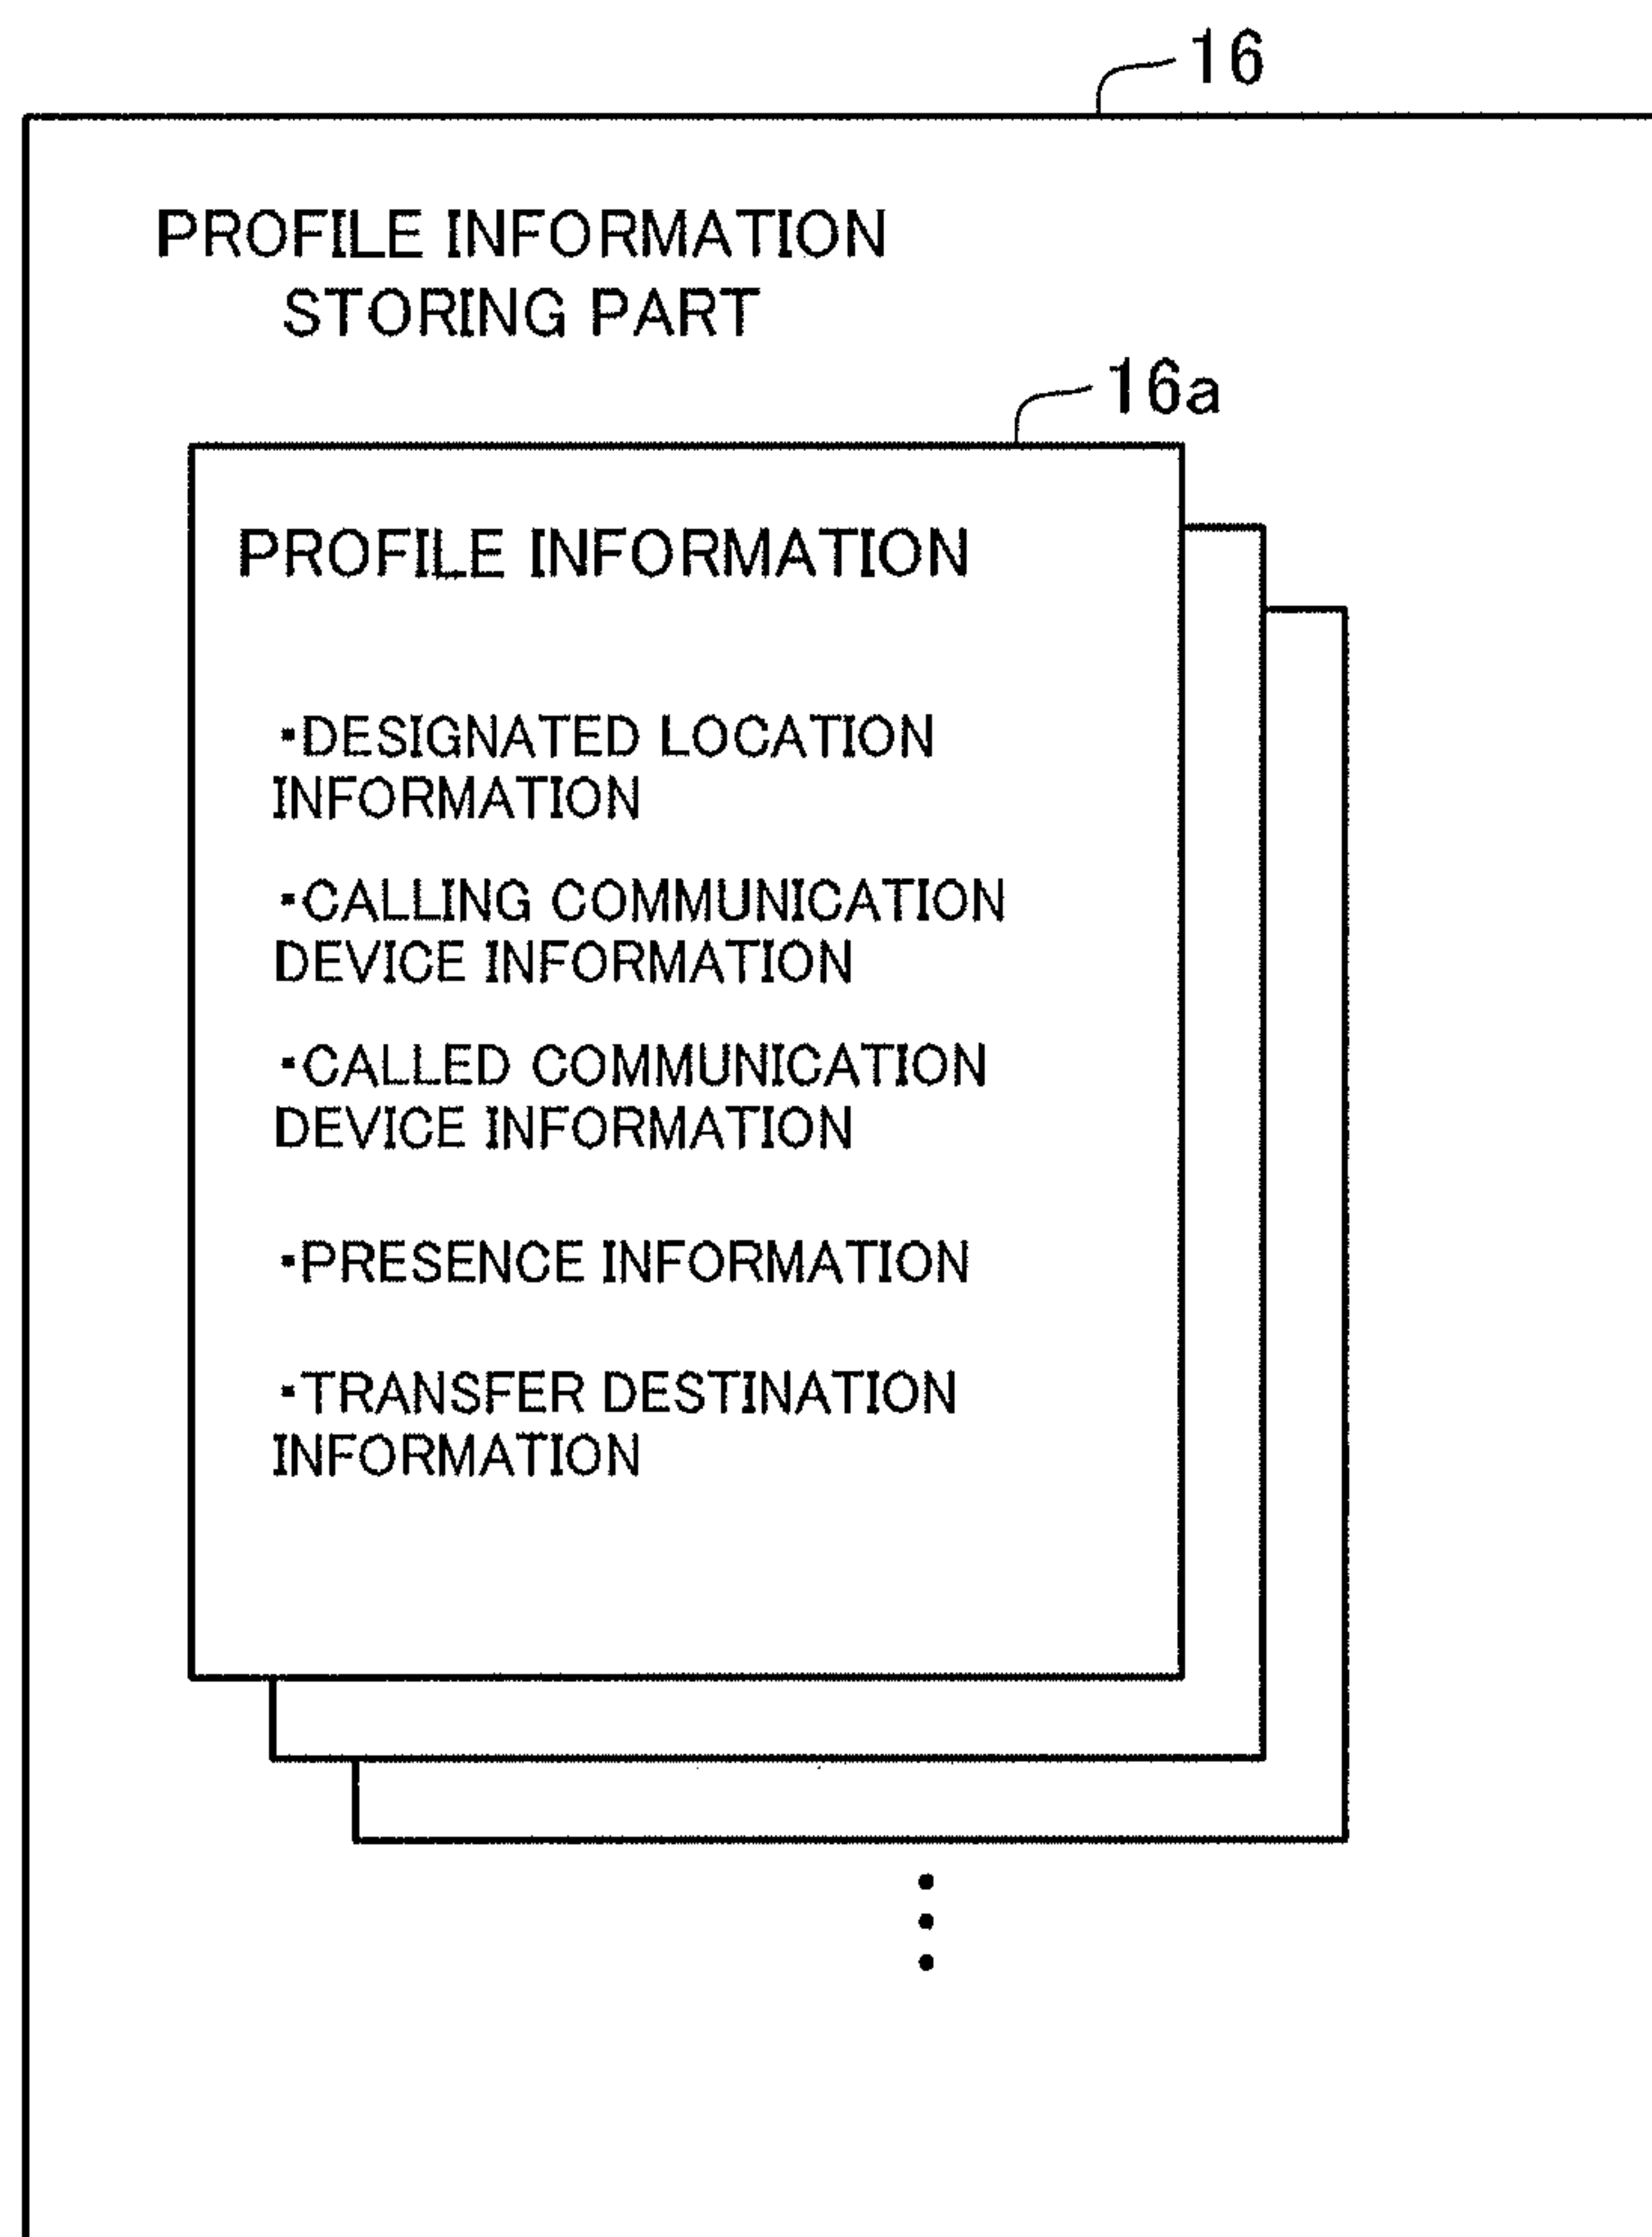 16
PROFILE INFORMATION
STORING PART
16a
PROFILE INFORMATION
▪DESIGNATED LOCATION
INFORMATION
▪CALLING COMMUNICATION
DEVICE INFORMATION
▪CALLED COMMUNICATION
DEVICE INFORMATION
▪PRESENCE INFORMATION
▪TRANSFER DESTINATION
INFORMATION